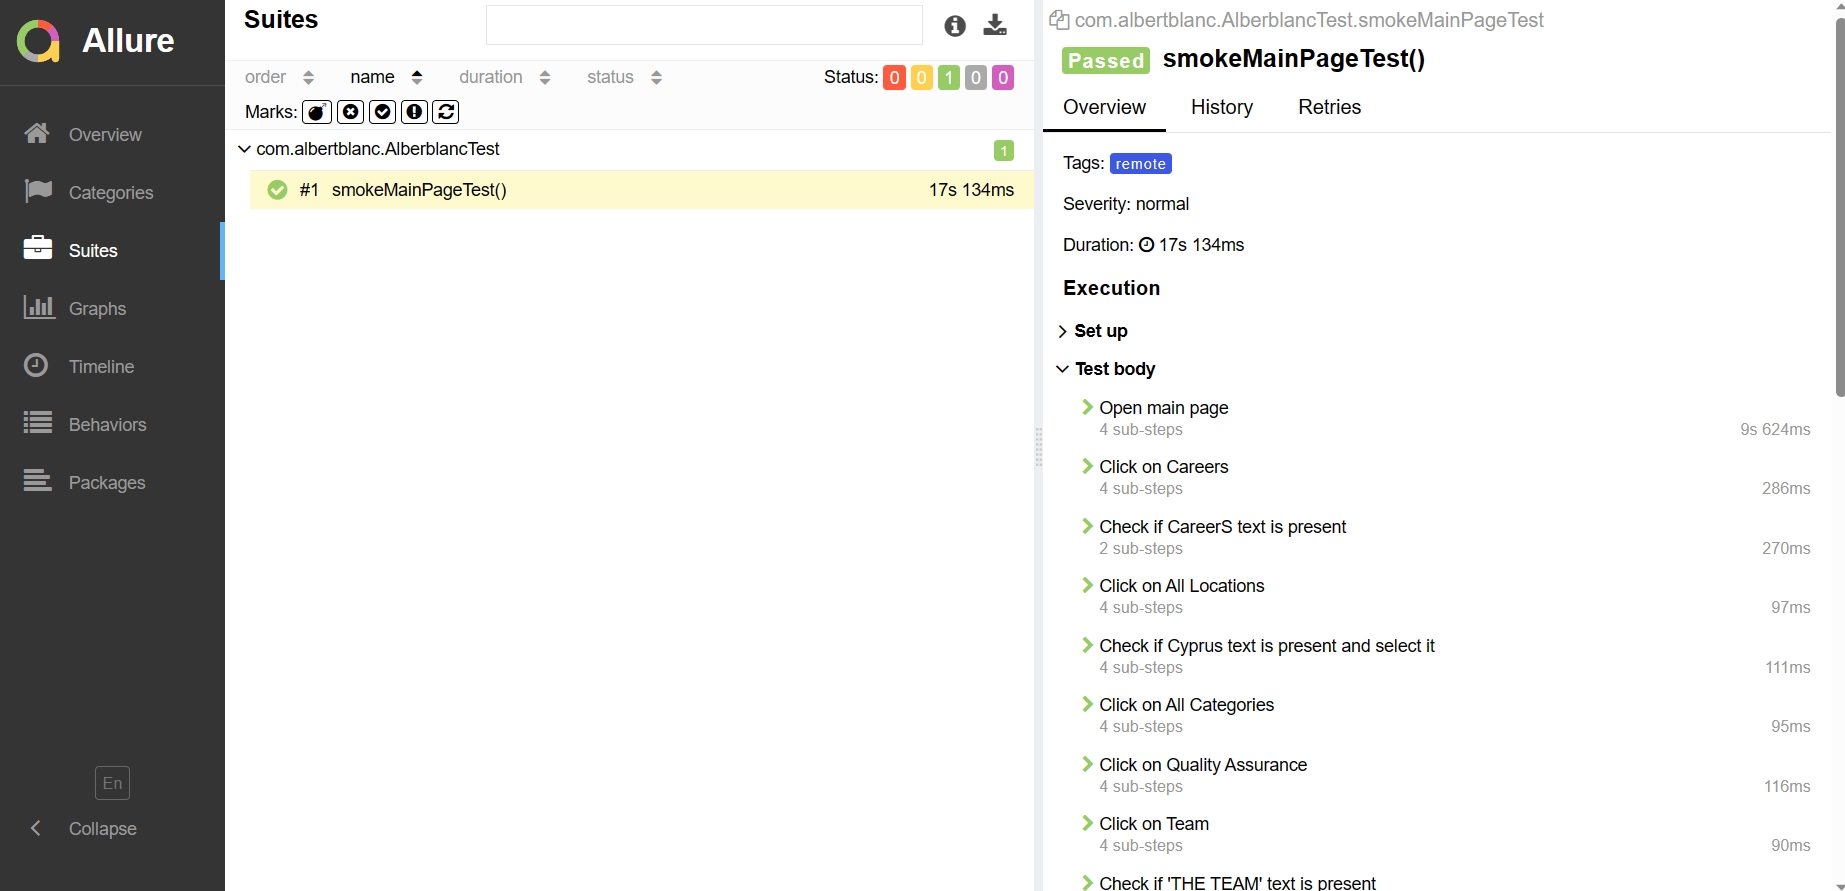 Allure
Overview
Categories
Suites
Graphs
Timeline
Behaviors
Packages
En
Collapse
Suites
order name duration status Status: 0 0 1 0 0
Marks:
com.albertblanc.AlberblancTest 1
#1 smokeMainPageTest() 17s 134ms
com.albertblanc.AlberblancTest.smokeMainPageTest
Passed smokeMainPageTest()
Overview History Retries
Tags: remote
Severity: normal
Duration: 17s 134ms
Execution
Set up
Test body
Open main page
4 sub-steps 9s 624ms
Click on Careers
4 sub-steps 286ms
Check if CareerS text is present
2 sub-steps 270ms
Click on All Locations
4 sub-steps 97ms
Check if Cyprus text is present and select it
4 sub-steps 111ms
Click on All Categories
4 sub-steps 95ms
Click on Quality Assurance
4 sub-steps 116ms
Click on Team
4 sub-steps 90ms
Check if 'THE TEAM' text is present